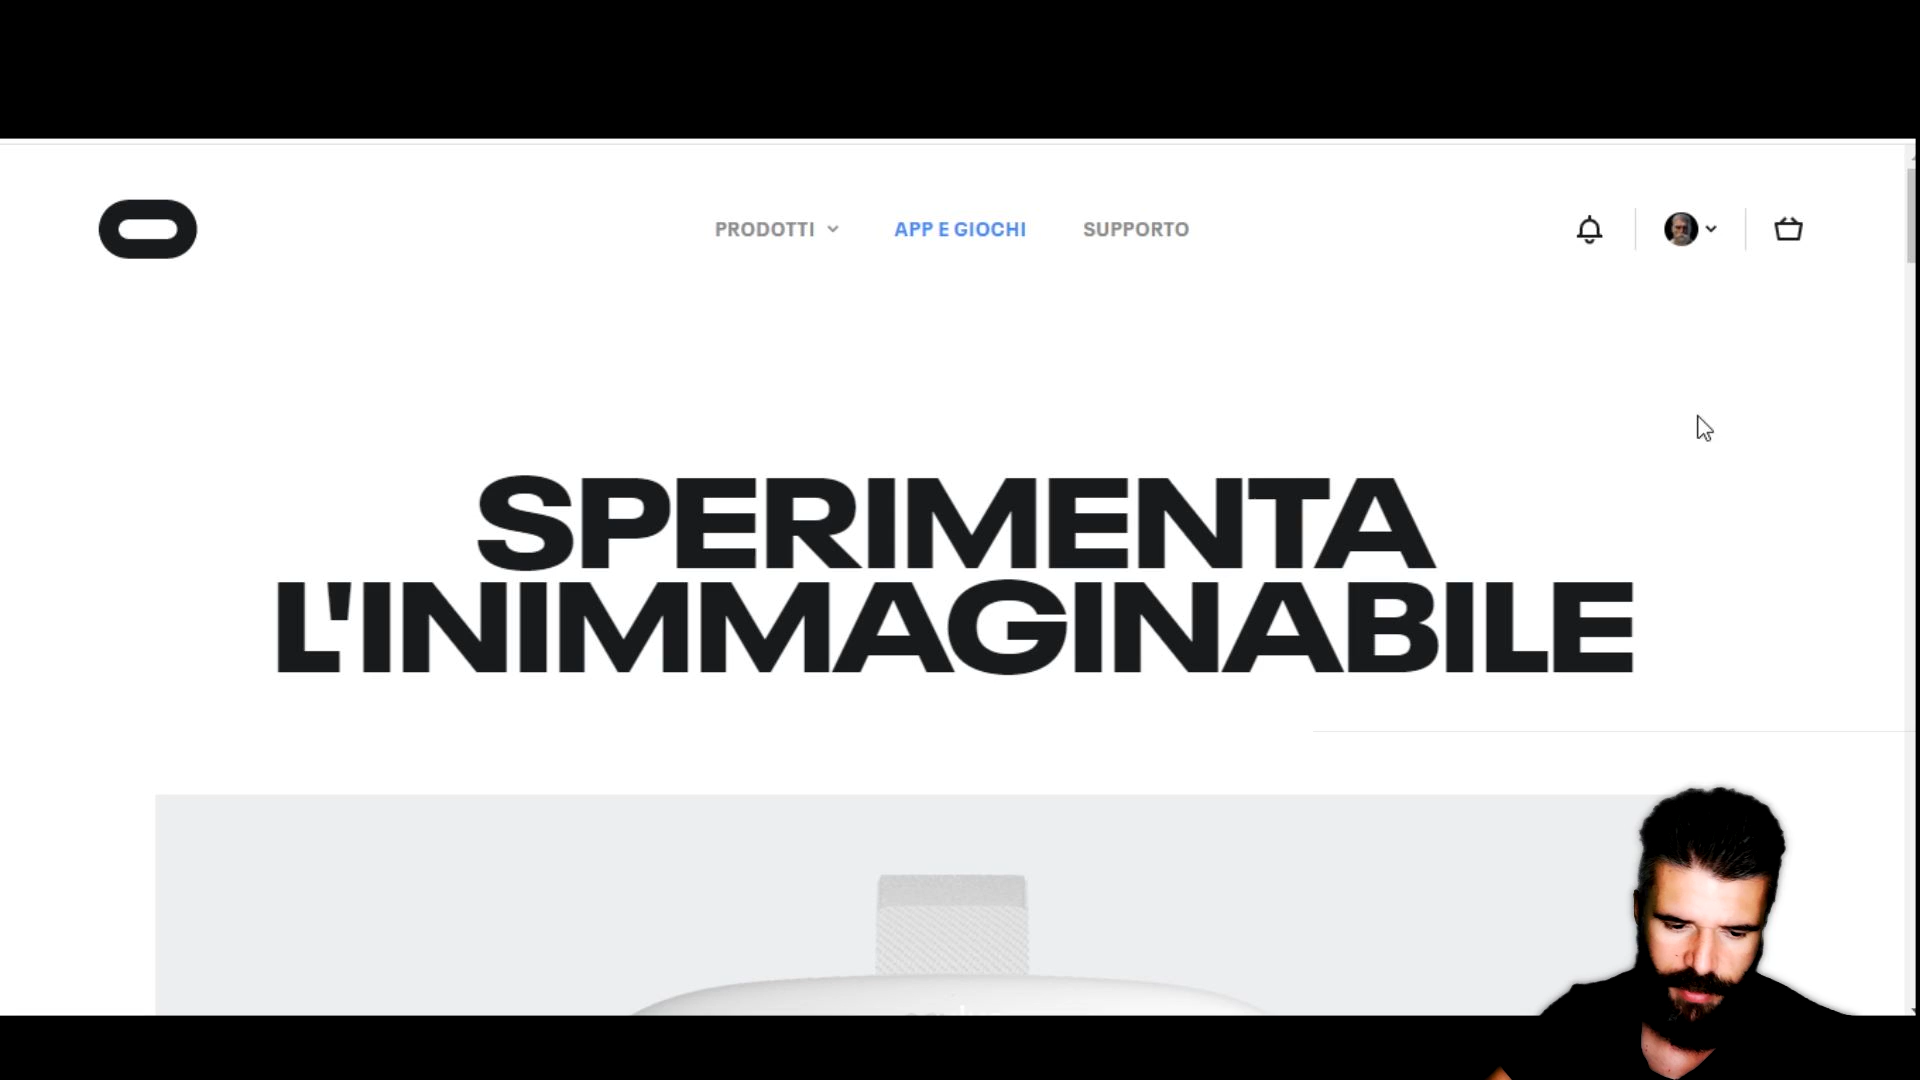 PRODOTTI
APP E GIOCHI
SUPPORTO
SPERIMENTA
L'INIMMAGINABILE